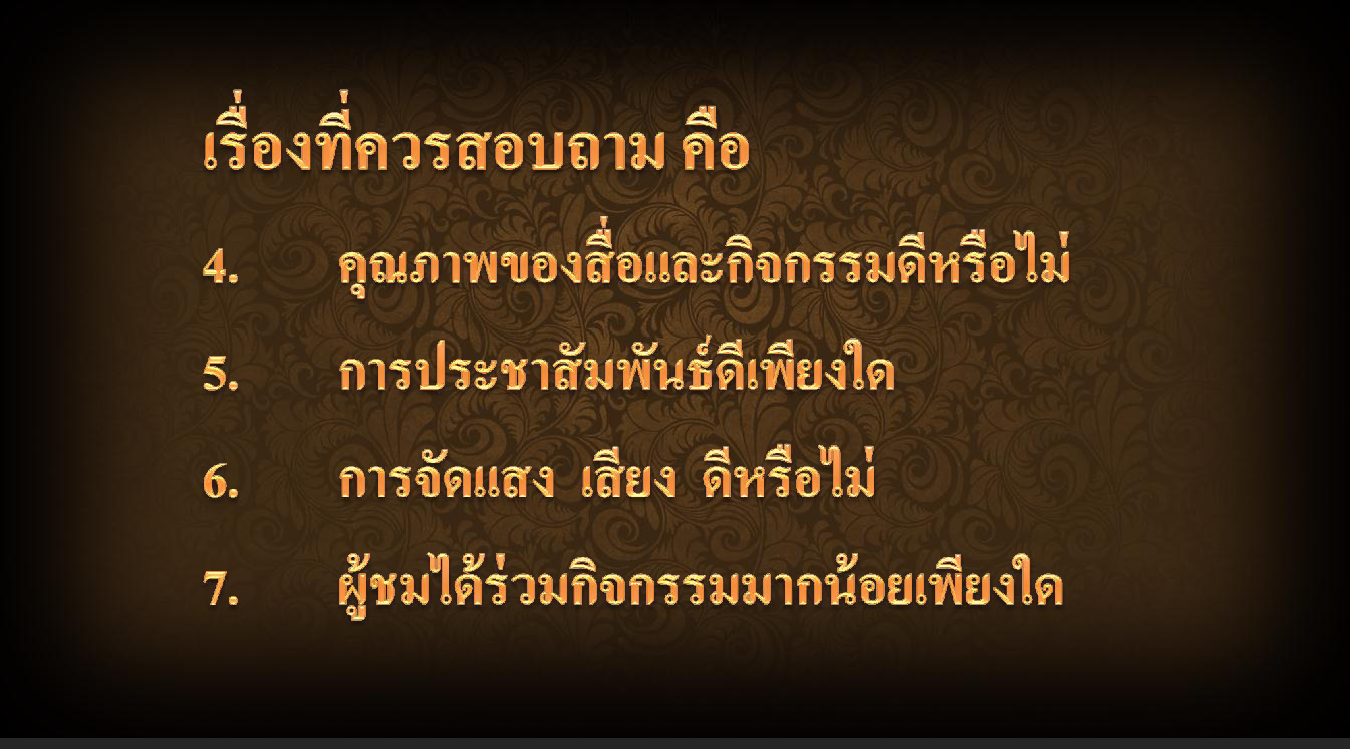 เรื่องที่ควรสอบถาม คือ
4. คุณภาพของสื่อและกิจกรรมดีหรือไม่
5. การประชาสัมพันธ์ดีเพียงใด
6. การจัดแสง เสียง ดีหรือไม่
7. ผู้ชมได้ร่วมกิจกรรมมากน้อยเพียงใด